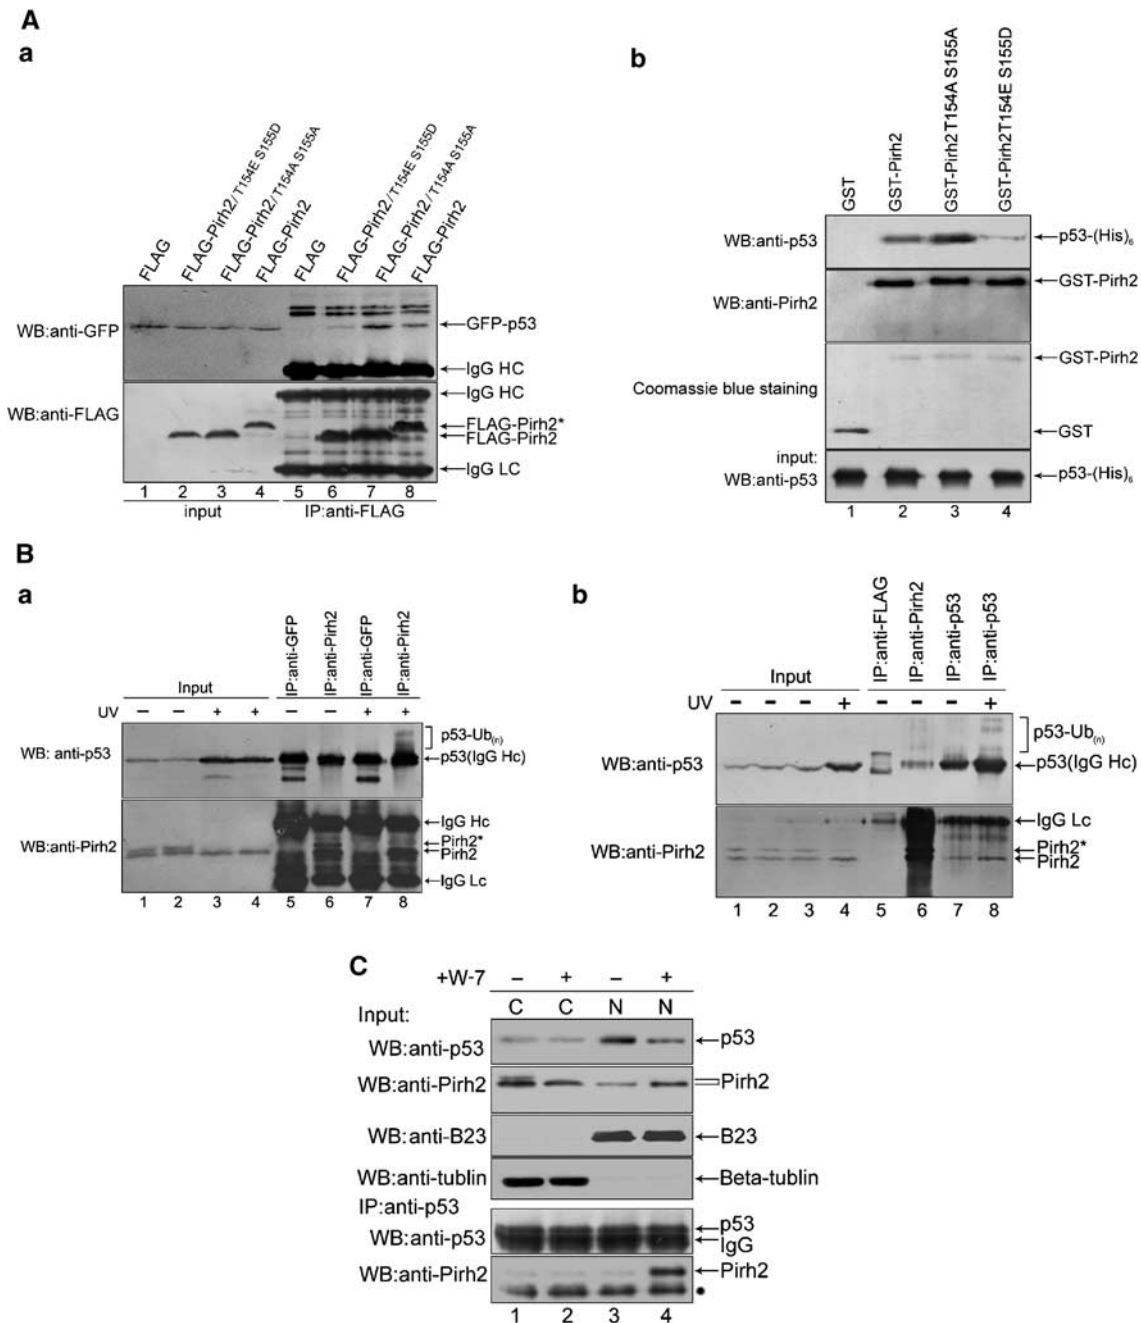 A
a
FLAG
FLAG-Pirh2/T154E S155D
FLAG-Pirh2/T154A S155A
FLAG-Pirh2
FLAG
FLAG-Pirh2/T154E S155D
FLAG-Pirh2/T154A S155A
FLAG-Pirh2
WB:anti-GFP
GFP-p53
IgG HC
IgG HC
WB:anti-FLAG
FLAG-Pirh2*
FLAG-Pirh2
IgG LC
1 2 3 4 5 6 7 8
input IP:anti-FLAG
b
GST
GST-Pirh2
GST-Pirh2T154A S155A
GST-Pirh2T154E S155D
WB:anti-p53
p53-(His)6
WB:anti-Pirh2
GST-Pirh2
GST-Pirh2
Coomassie blue staining
GST
input:
WB:anti-p53
p53-(His)6
1 2 3 4
B
a
IP:anti-GFP
IP:anti-Pirh2
IP:anti-GFP
IP:anti-Pirh2
Input
UV – – + + – – + +
p53-Ub(n)
WB: anti-p53
p53(IgG Hc)
IgG Hc
Pirh2*
WB:anti-Pirh2
Pirh2
IgG Lc
1 2 3 4 5 6 7 8
b
IP:anti-FLAG
IP:anti-Pirh2
IP:anti-p53
IP:anti-p53
Input
UV – – – + – – – +
p53-Ub(n)
WB:anti-p53
p53(IgG Hc)
IgG Lc
WB:anti-Pirh2
Pirh2*
Pirh2
1 2 3 4 5 6 7 8
C
+W-7 – + – +
C C N N
Input:
WB:anti-p53
p53
WB:anti-Pirh2
Pirh2
WB:anti-B23
B23
WB:anti-tublin
Beta-tublin
IP:anti-p53
WB:anti-p53
p53
IgG
WB:anti-Pirh2
Pirh2
•
1 2 3 4